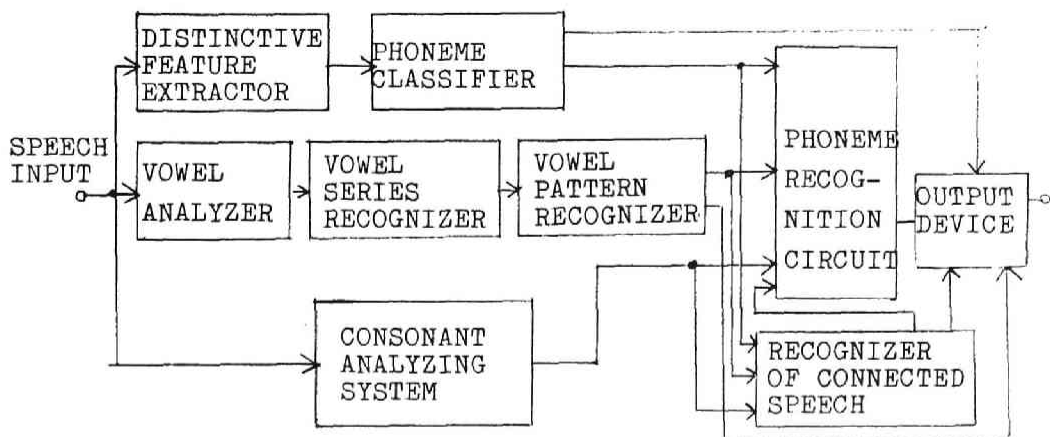 DISTINCTIVE
FEATURE
EXTRACTOR
PHONEME
CLASSIFIER
SPEECH
INPUT
VOWEL
ANALYZER
VOWEL
SERIES
RECOGNIZER
VOWEL
PATTERN
RECOGNIZER
PHONEME
RECOG-
NITION
CIRCUIT
OUTPUT
DEVICE
CONSONANT
ANALYZING
SYSTEM
RECOGNIZER
OF CONNECTED
SPEECH